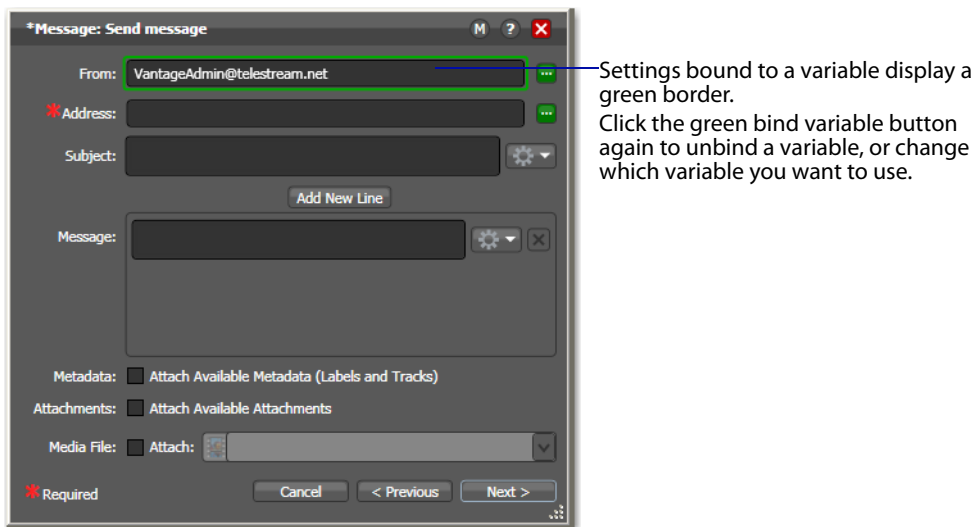 *Message: Send message
M ?
From: VantageAdmin@telestream.net
*Address:
Subject:
Add New Line
Message:
Metadata: Attach Available Metadata (Labels and Tracks)
Attachments: Attach Available Attachments
Media File: Attach:
*Required Cancel < Previous Next >
Settings bound to a variable display a
green border.
Click the green bind variable button
again to unbind a variable, or change
which variable you want to use.